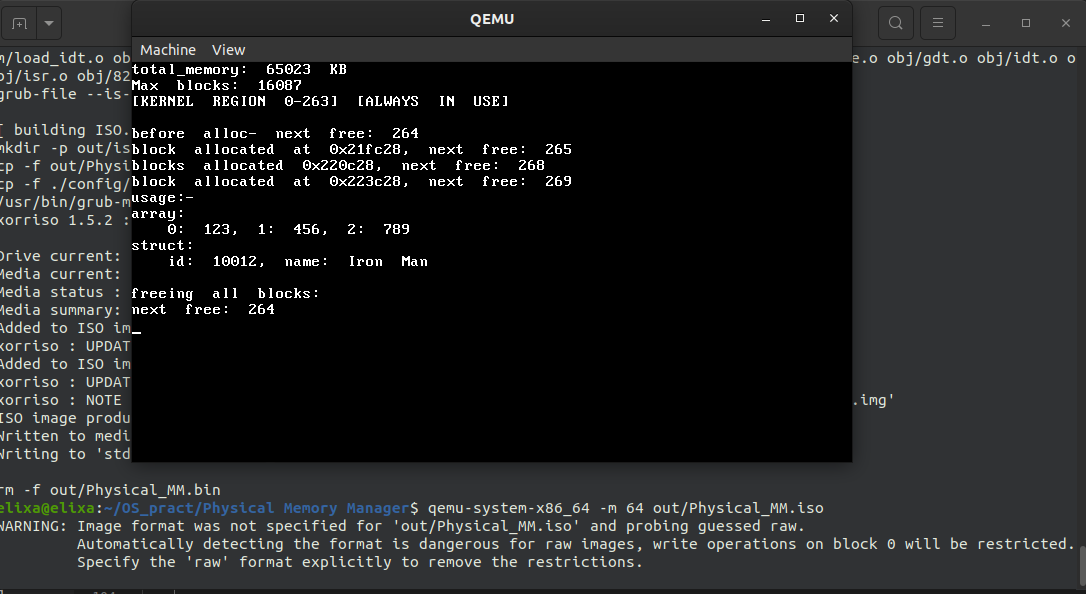 QEMU
Machine View
total_memory: 65023 KB
Max blocks: 16087
[KERNEL REGION 0-263] [ALWAYS IN USE]
before alloc- next free: 264
block allocated at 0x21fc28, next free: 265
blocks allocated 0x220c28, next free: 268
block allocated at 0x223c28, next free: 269
usage:-
array:
0: 123, 1: 456, 2: 789
struct:
id: 10012, name: Iron Man
freeing all blocks:
next free: 264
m/load_idt.o ob e.o obj/gdt.o obj/idt.o o
bj/isr.o obj/82
grub-file --is-
[ building ISO.
mkdir -p out/is
cp -f out/Physi
cp -f ./config/
/usr/bin/grub-m
xorriso 1.5.2 :
Drive current:
Media current:
Media status :
Media summary:
Added to ISO im
xorriso : UPDAT
Added to ISO im
xorriso : UPDAT
xorriso : NOTE .img'
ISO image produ
Written to medi
Writing to 'std
rm -f out/Physical_MM.bin
elixa@elixa:~/OS_pract/Physical Memory Manager$ qemu-system-x86_64 -m 64 out/Physical_MM.iso
WARNING: Image format was not specified for 'out/Physical_MM.iso' and probing guessed raw.
Automatically detecting the format is dangerous for raw images, write operations on block 0 will be restricted.
Specify the 'raw' format explicitly to remove the restrictions.